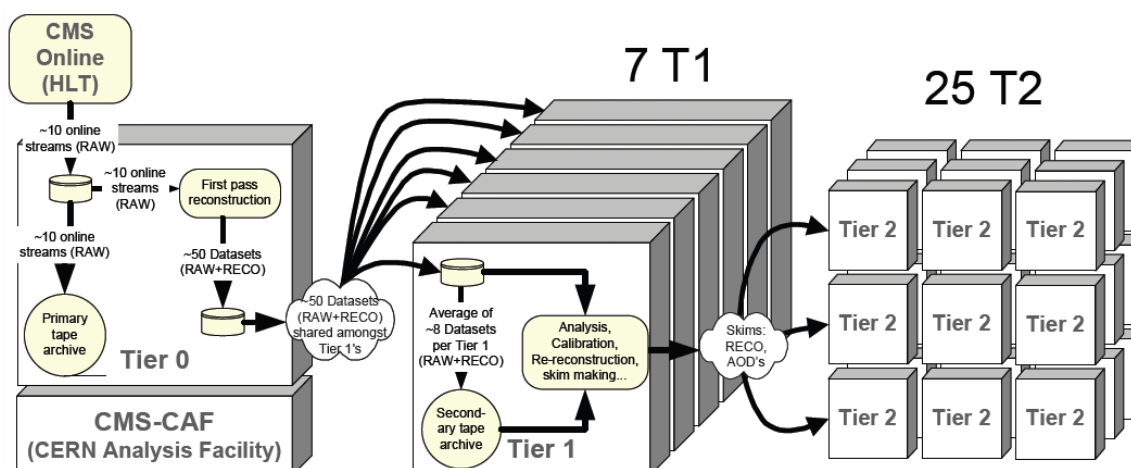 CMS
Online
(HLT)
~10 online
streams (RAW)
~10 online
streams
(RAW)
First pass
reconstruction
~10 online
streams (RAW)
~50 Datasets
(RAW+RECO)
Primary
tape
archive
Tier 0
CMS-CAF
(CERN Analysis Facility)
~50 Datasets
(RAW+RECO)
shared amongst
Tier 1's
7 T1
Average of
~8 Datasets
per Tier 1
(RAW+RECO)
Analysis,
Calibration,
Re-reconstruction,
skim making...
Second-
ary tape
archive
Tier 1
Skims:
RECO,
AOD's
25 T2
Tier 2 Tier 2 Tier 2
Tier 2 Tier 2 Tier 2
Tier 2 Tier 2 Tier 2